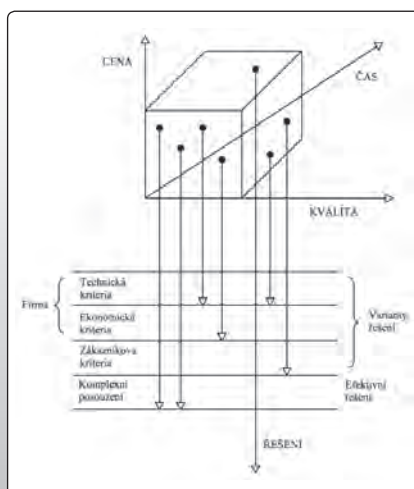 CENA
ČAS
KVALITA
Firma
Technická
kriteria
Ekonomická
kriteria
Zákazníkova
kriteria
Komplexní
posouzení
Varianty
řešení
Efektivní
řešení
ŘEŠENÍ